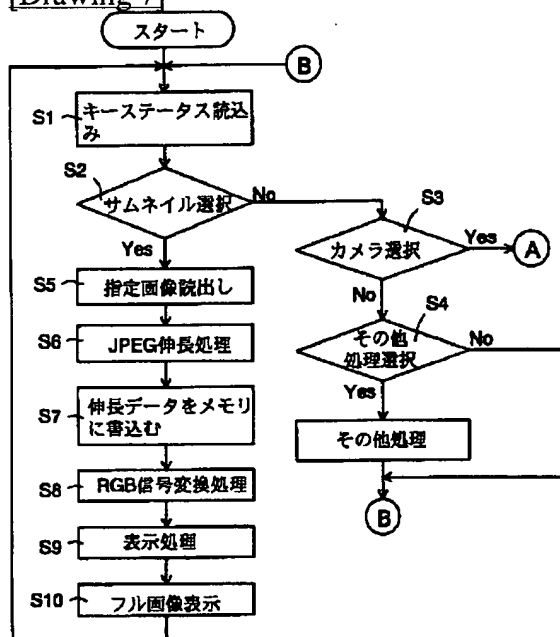 [Drawing 7]
スタート
B
S1
キーステータス読込
み
S2
サムネイル選択
No
Yes
S3
カメラ選択
Yes
A
No
S4
その他
処理選択
No
Yes
その他処理
B
S5
指定画像読出し
S6
JPEG伸長処理
S7
伸長データをメモリ
に書込む
S8
RGB信号変換処理
S9
表示処理
S10
フル画像表示